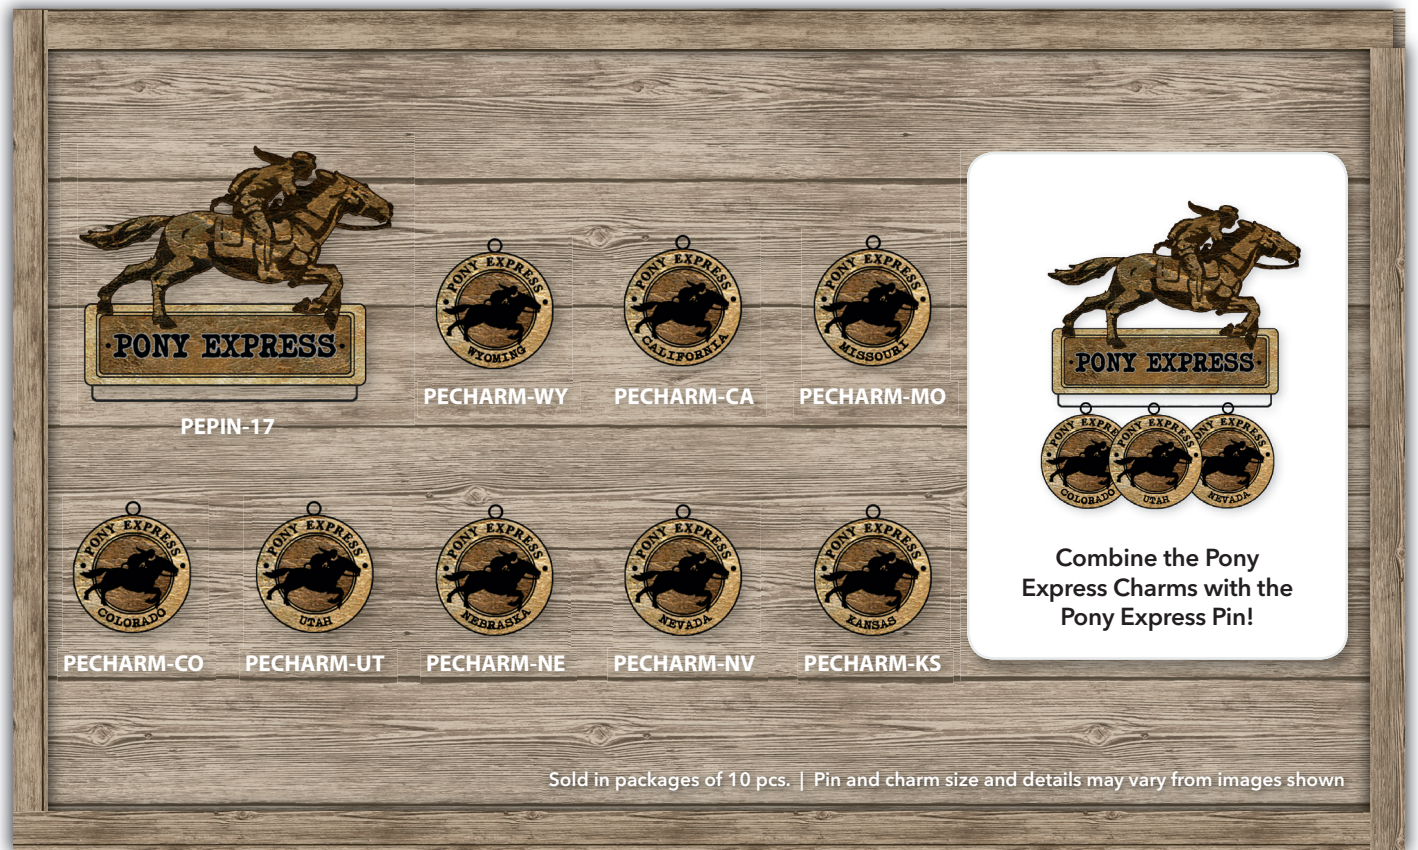 ·PONY EXPRESS·
PEPIN-17
PONY EXPRESS
WYOMING
PECHARM-WY
PONY EXPRESS
CALIFORNIA
PECHARM-CA
PONY EXPRESS
MISSOURI
PECHARM-MO
PONY EXPRESS
COLORADO
PECHARM-CO
PONY EXPRESS
UTAH
PECHARM-UT
PONY EXPRESS
NEBRASKA
PECHARM-NE
PONY EXPRESS
NEVADA
PECHARM-NV
PONY EXPRESS
KANSAS
PECHARM-KS
·PONY EXPRESS·
PONY EXPRE
COLORADO
PONY EXPRESS
UTAH
ONY EXPRESS
NEVADA
Combine the Pony
Express Charms with the
Pony Express Pin!
Sold in packages of 10 pcs. | Pin and charm size and details may vary from images shown